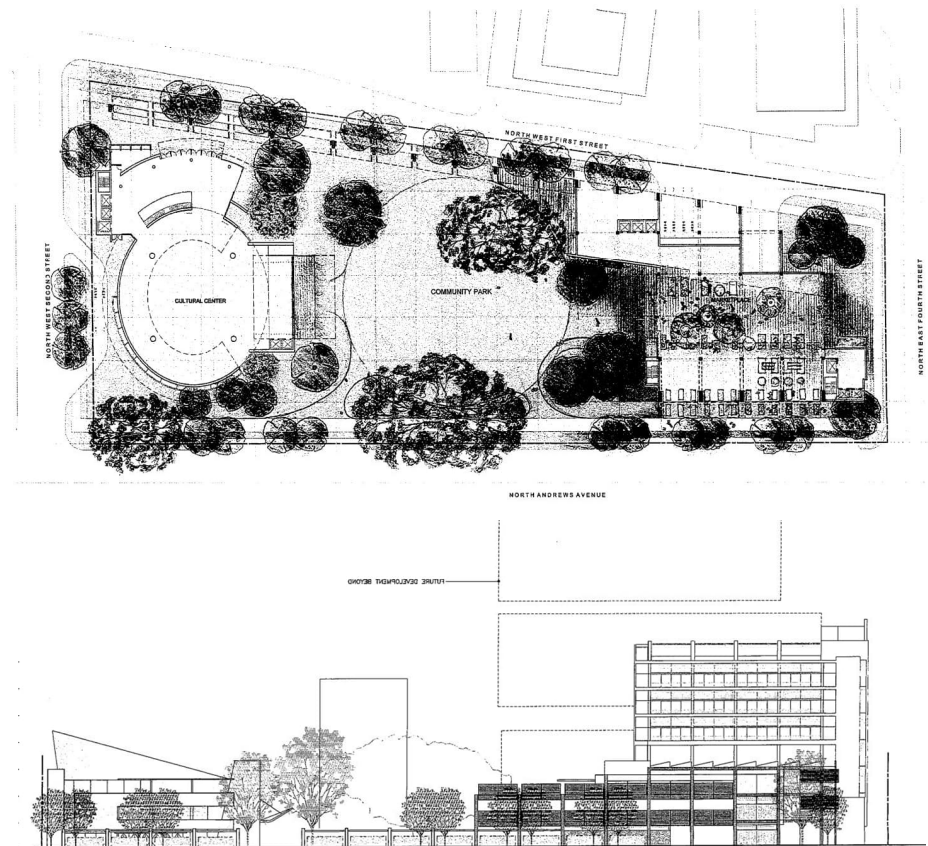 NORTH WEST FIRST STREET
NORTH WEST SECOND STREET
CULTURAL CENTER
COMMUNITY PARK
MARKETPLACE
NORTH EAST FOURTH STREET
NORTH ANDREWS AVENUE
FUTURE DEVELOPMENT BEYOND